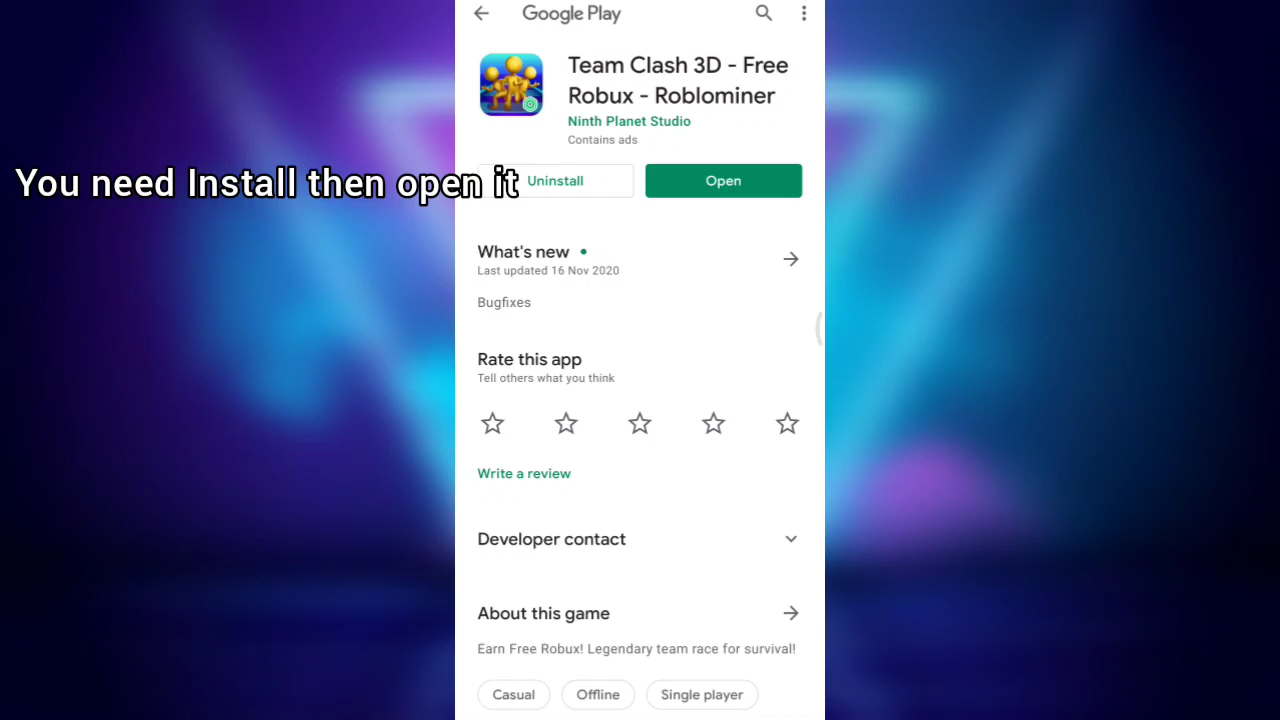 Google Play
Team Clash 3D - Free
Robux - Roblominer
Ninth Planet Studio
Contains ads
You need Install then open it
Uninstall
Open
What's new
Last updated 16 Nov 2020
Bugfixes
Rate this app
Tell others what you think
Write a review
Developer contact
About this game
Earn Free Robux! Legendary team race for survival!
Casual
Offline
Single player